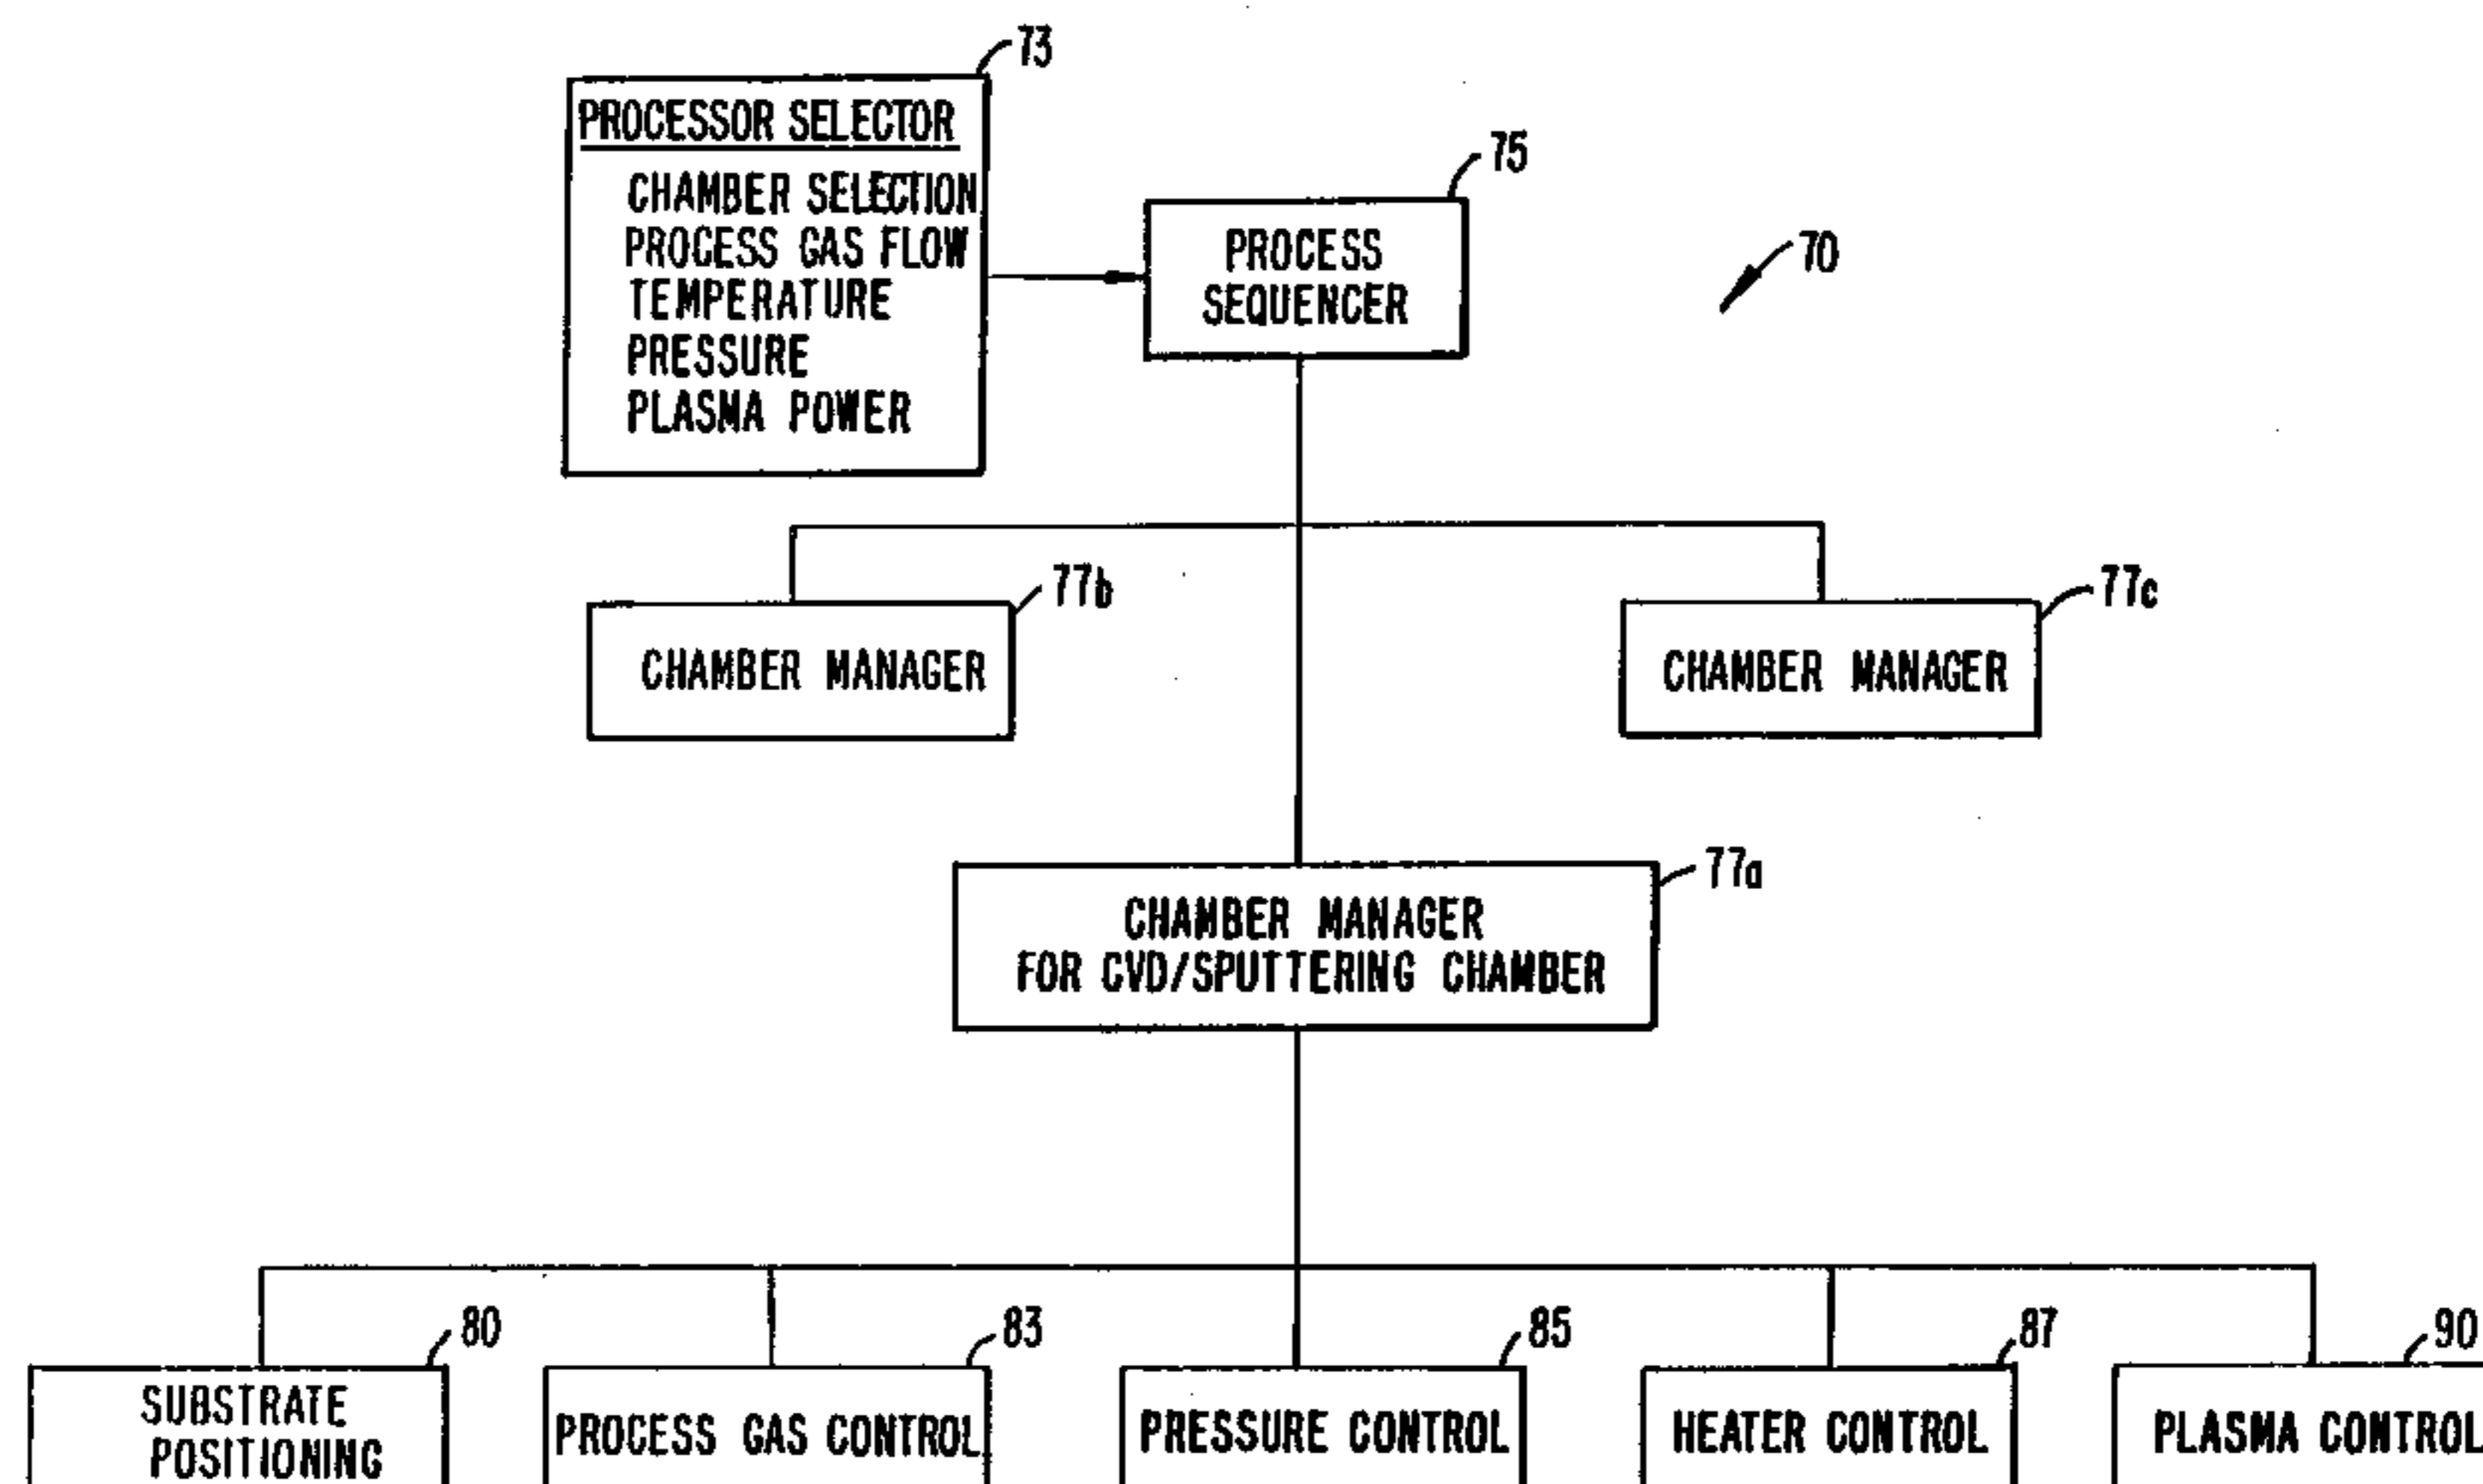 73
PROCESSOR SELECTOR
CHAMBER SELECTION
PROCESS GAS FLOW
TEMPERATURE
PRESSURE
PLASMA POWER
75
PROCESS
SEQUENCER
70
77b
CHAMBER MANAGER
77c
CHAMBER MANAGER
77a
CHAMBER MANAGER
FOR CVD/SPUTTERING CHAMBER
80
SUBSTRATE
POSITIONING
83
PROCESS GAS CONTROL
85
PRESSURE CONTROL
87
HEATER CONTROL
90
PLASMA CONTROL